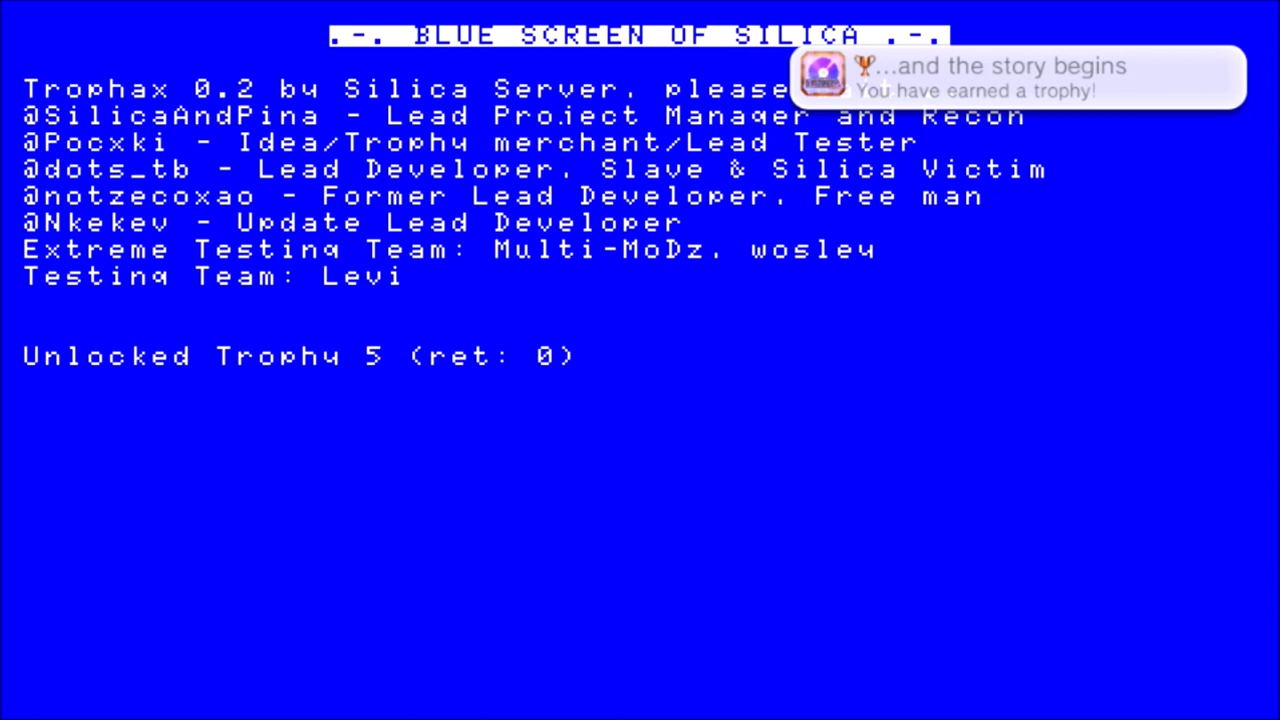 .-. BLUE SCREEN OF SILICA .-.
Trophax 0.2 by Silica Server, please
🏆...and the story begins
You have earned a trophy!
@SilicaAndPina - Lead Project Manager and Recon
@Pocxki - Idea/Trophy merchant/Lead Tester
@dots_tb - Lead Developer, Slave & Silica Victim
@notzecoxao - Former Lead Developer, Free man
@Nkekev - Update Lead Developer
Extreme Testing Team: Multi-MoDz, wosley
Testing Team: Levi
Unlocked Trophy 5 (ret: 0)